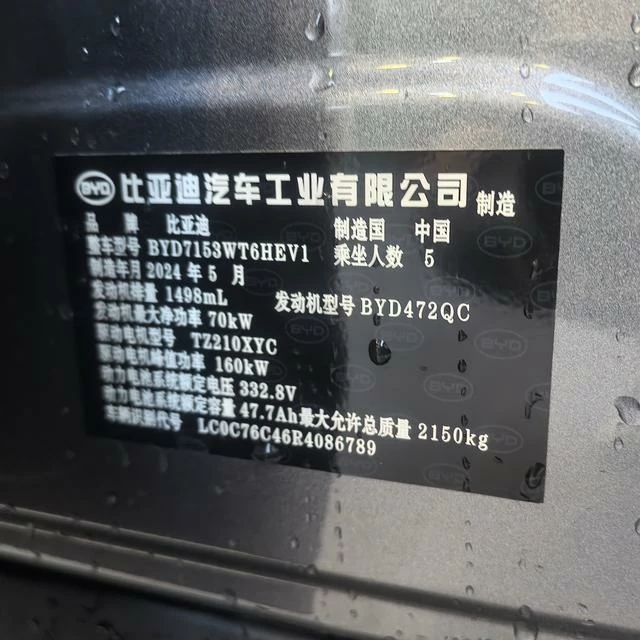 BYD 比亚迪汽车工业有限公司 制造
品牌 比亚迪 制造国 中国
整车型号 BYD7153WT6HEV1 乘坐人数 5
制造年月 2024 年 5 月
发动机排量 1498mL 发动机型号 BYD472QC
发动机最大净功率 70kW
驱动电机型号 TZ210XYC
驱动电机峰值功率 160kW
动力电池系统额定电压 332.8V
动力电池系统额定容量 47.7Ah 最大允许总质量 2150kg
车辆识别代号 LC0C76C46R4086789